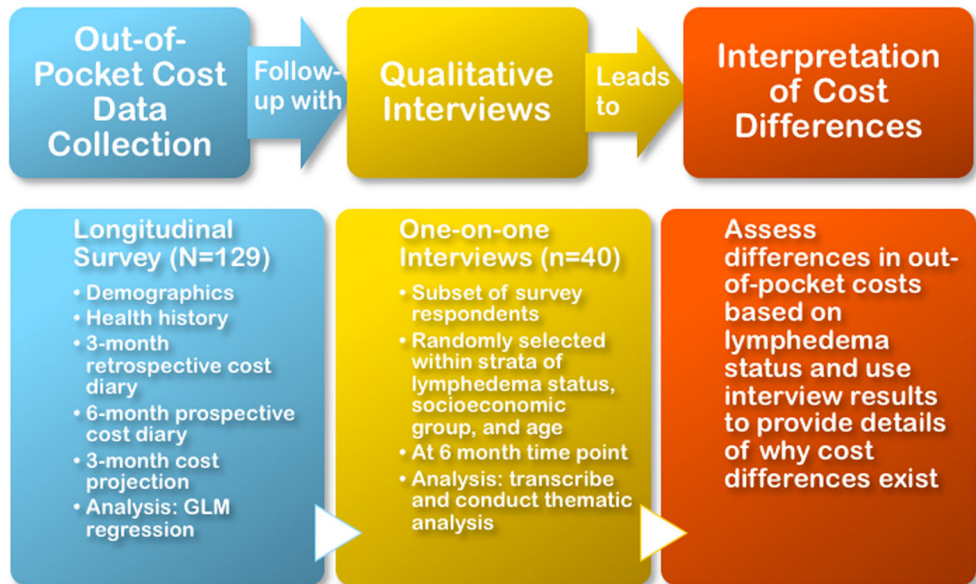 Out-of-
Pocket Cost
Data
Collection
Follow-
up with
Qualitative
Interviews
Leads
to
Interpretation
of Cost
Differences
Longitudinal
Survey (N=129)
• Demographics
• Health history
• 3-month
retrospective cost
diary
• 6-month prospective
cost diary
• 3-month cost
projection
• Analysis: GLM
regression
One-on-one
Interviews (n=40)
• Subset of survey
respondents
• Randomly selected
within strata of
lymphedema status,
socioeconomic
group, and age
• At 6 month time point
• Analysis: transcribe
and conduct thematic
analysis
Assess
differences in out-
of-pocket costs
based on
lymphedema
status and use
interview results
to provide details
of why cost
differences exist